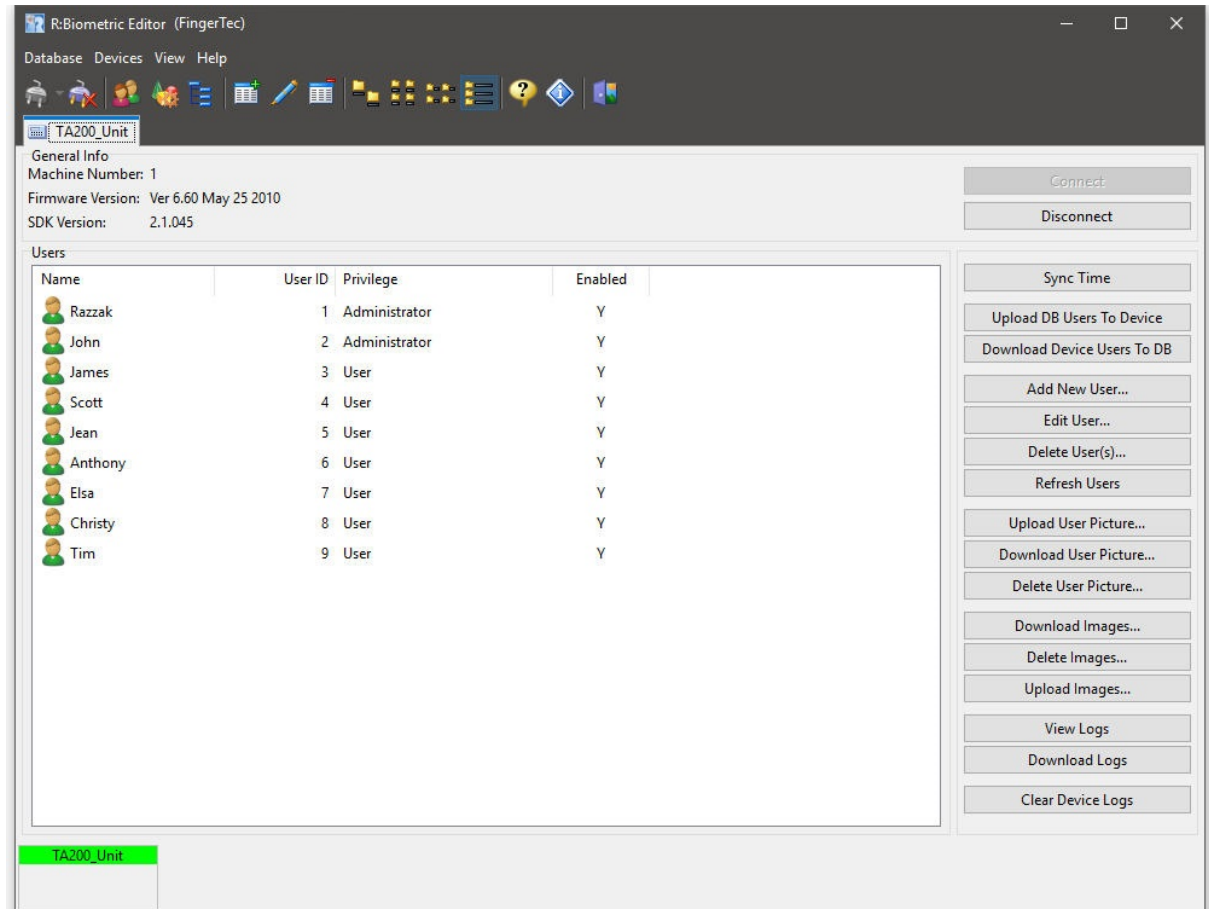 R:Biometric Editor (FingerTec)
Database Devices View Help
TA200_Unit
General Info
Machine Number: 1
Firmware Version: Ver 6.60 May 25 2010
SDK Version: 2.1.045
Connect
Disconnect
Users
Name User ID Privilege Enabled
Razzak 1 Administrator Y
John 2 Administrator Y
James 3 User Y
Scott 4 User Y
Jean 5 User Y
Anthony 6 User Y
Elsa 7 User Y
Christy 8 User Y
Tim 9 User Y
Sync Time
Upload DB Users To Device
Download Device Users To DB
Add New User...
Edit User...
Delete User(s)...
Refresh Users
Upload User Picture...
Download User Picture...
Delete User Picture...
Download Images...
Delete Images...
Upload Images...
View Logs
Download Logs
Clear Device Logs
TA200_Unit